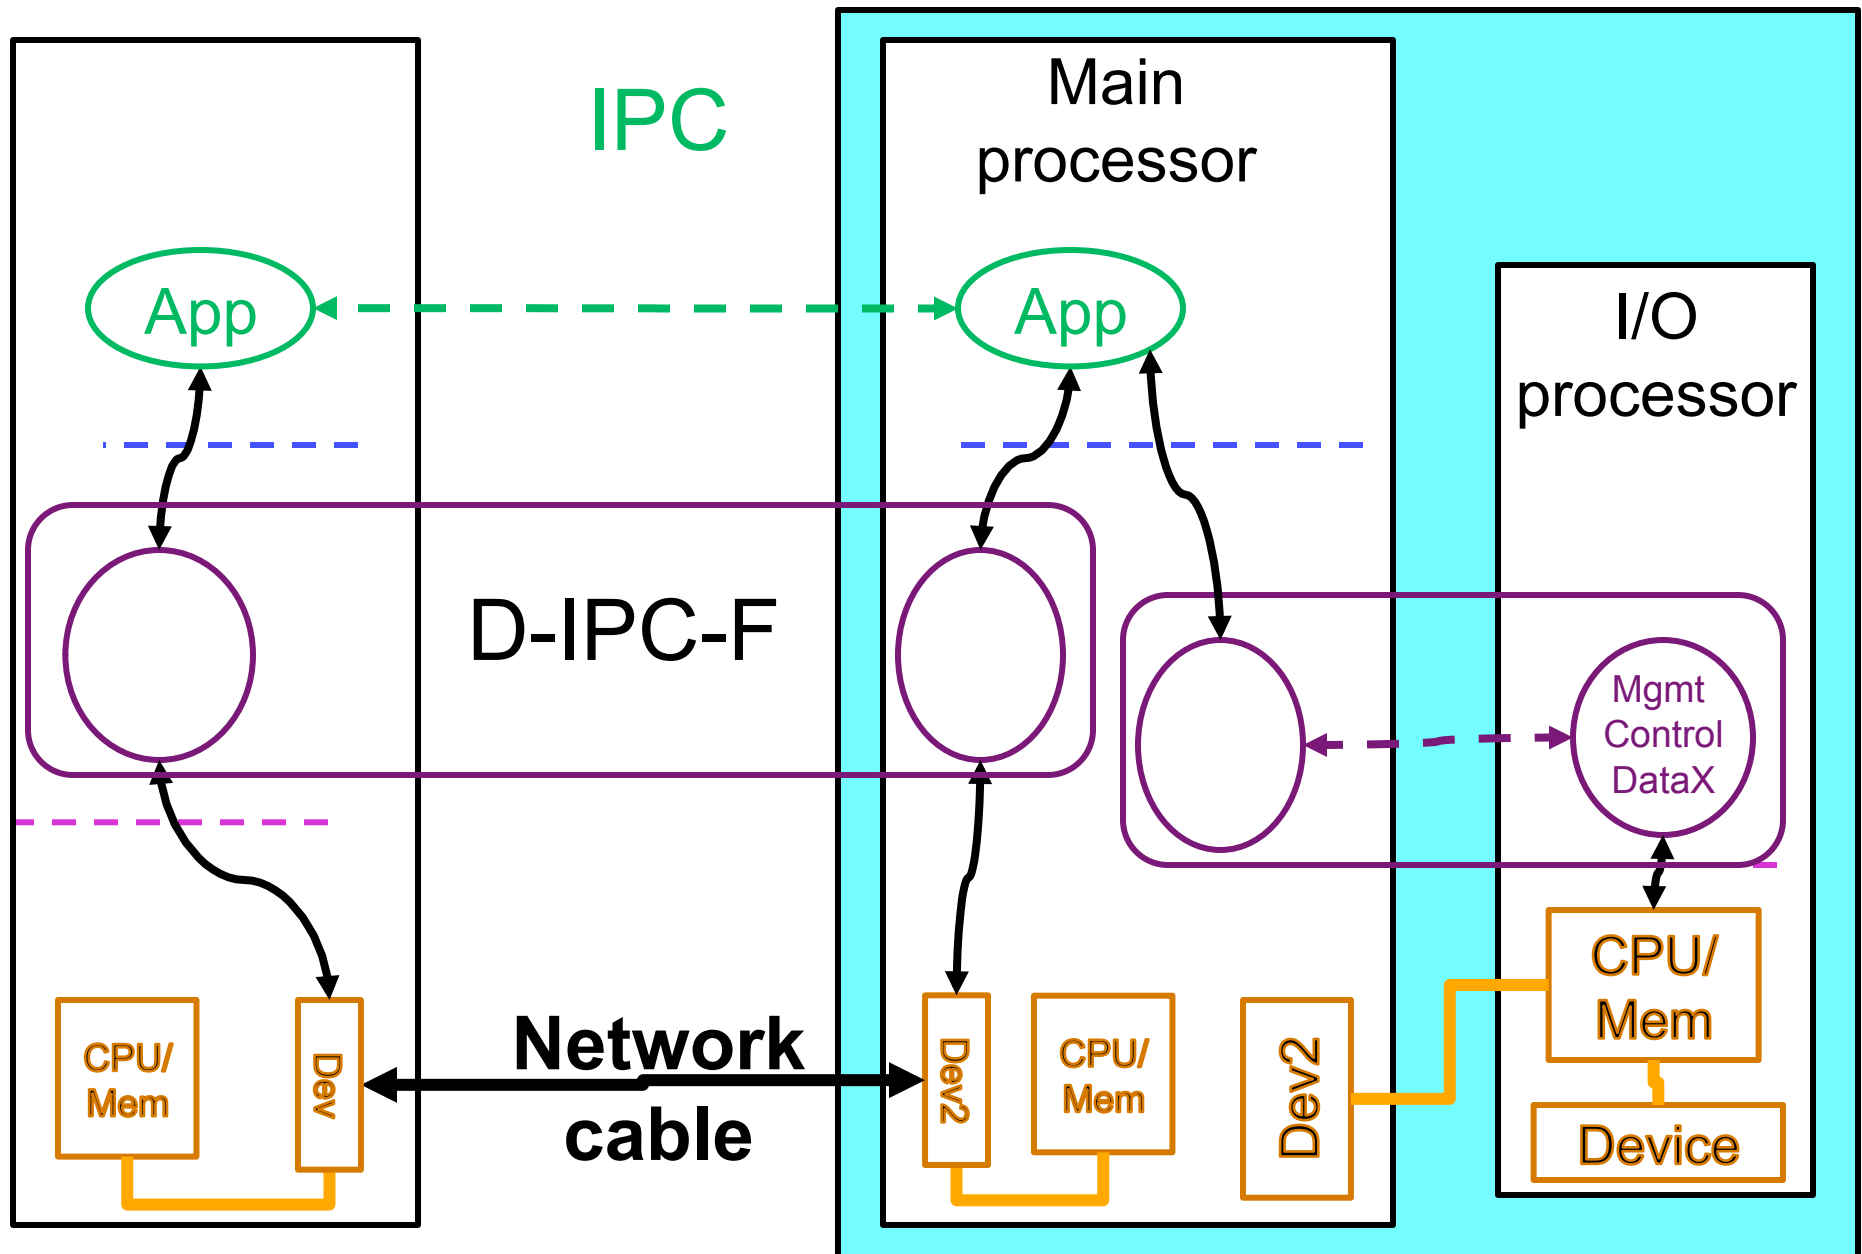 IPC
Main
processor
App
App
I/O
processor
D-IPC-F
Mgmt
Control
DataX
CPU/
Mem
Dev
Network
cable
Dev2
CPU/
Mem
Dev2
CPU/
Mem
Device